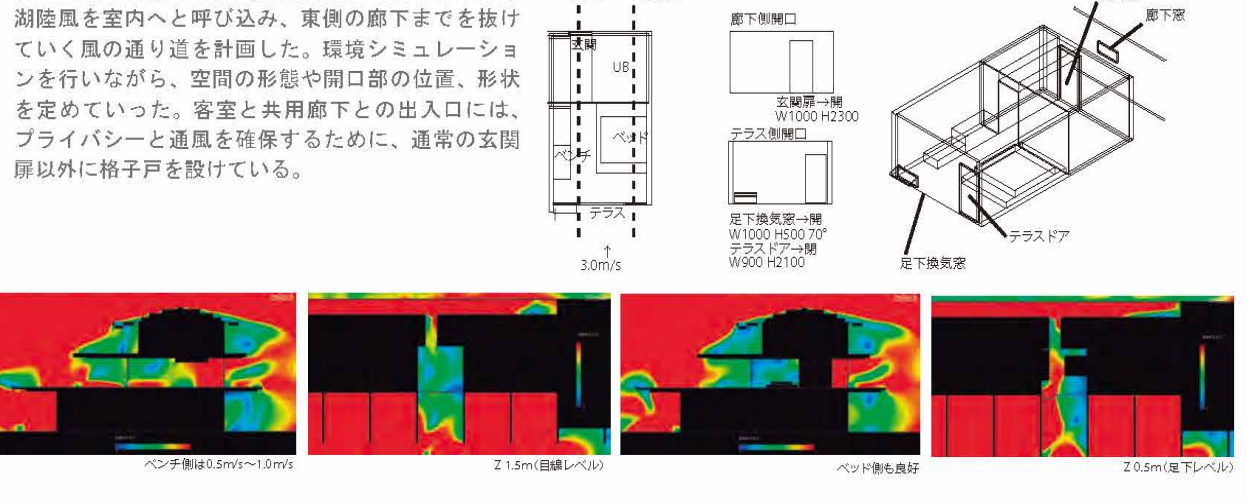 湖陸風を室内へと呼び込み、東側の廊下までを抜け
ていく風の通り道を計画した。環境シミュレーショ
ンを行いながら、空間の形態や開口部の位置、形状
を定めていった。客室と共用廊下との出入口には、
プライバシーと通風を確保するために、通常の玄関
扉以外に格子戸を設けている。
玄関
UB
ベッド
ベンチ
テラス
↑
3.0m/s
廊下側開口
玄関扉→開
W1000 H2300
テラス側開口
足下換気窓→開
W1000 H500 70°
テラスドア→閉
W900 H2100
廊下窓
テラスドア
足下換気窓
ベンチ側は0.5m/s～1.0m/s
Z 1.5m(目線レベル)
ベッド側も良好
Z 0.5m(足下レベル)